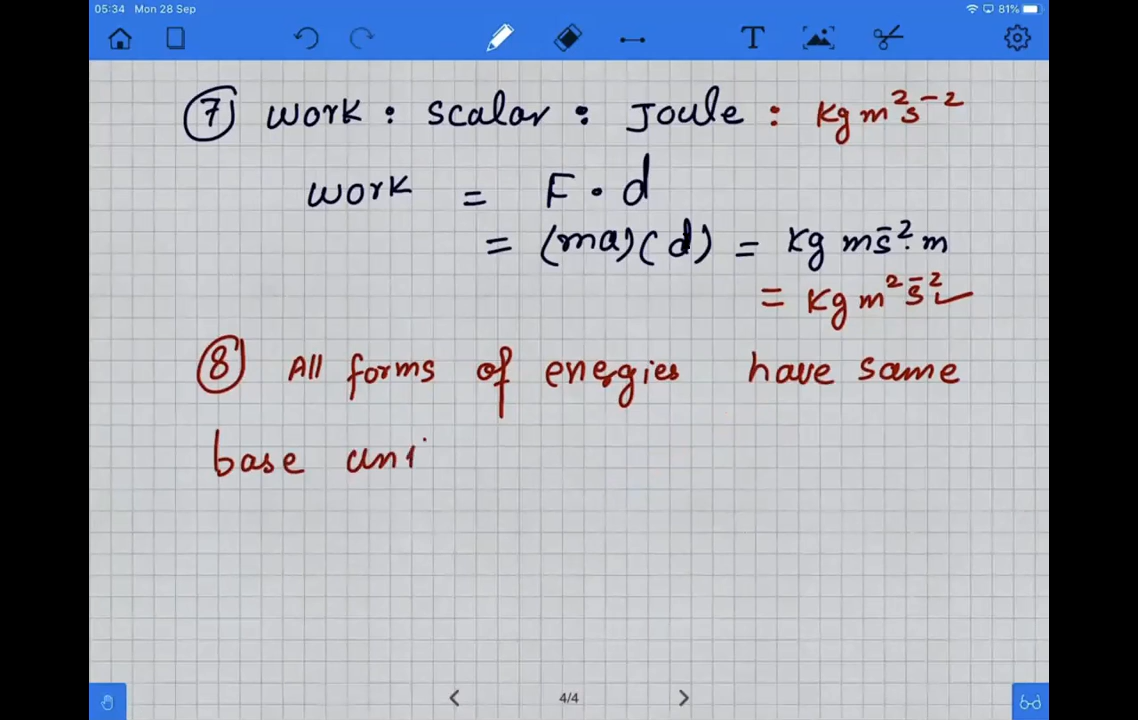 05:34 Mon 28 Sep 81%
T
7 work : scalar : Joule : kg m²s⁻²
work = F · d
= (ma)(d) = kg ms⁻². m
= kg m² s⁻² ✓
8 All forms of energies have same
base uni
4/4